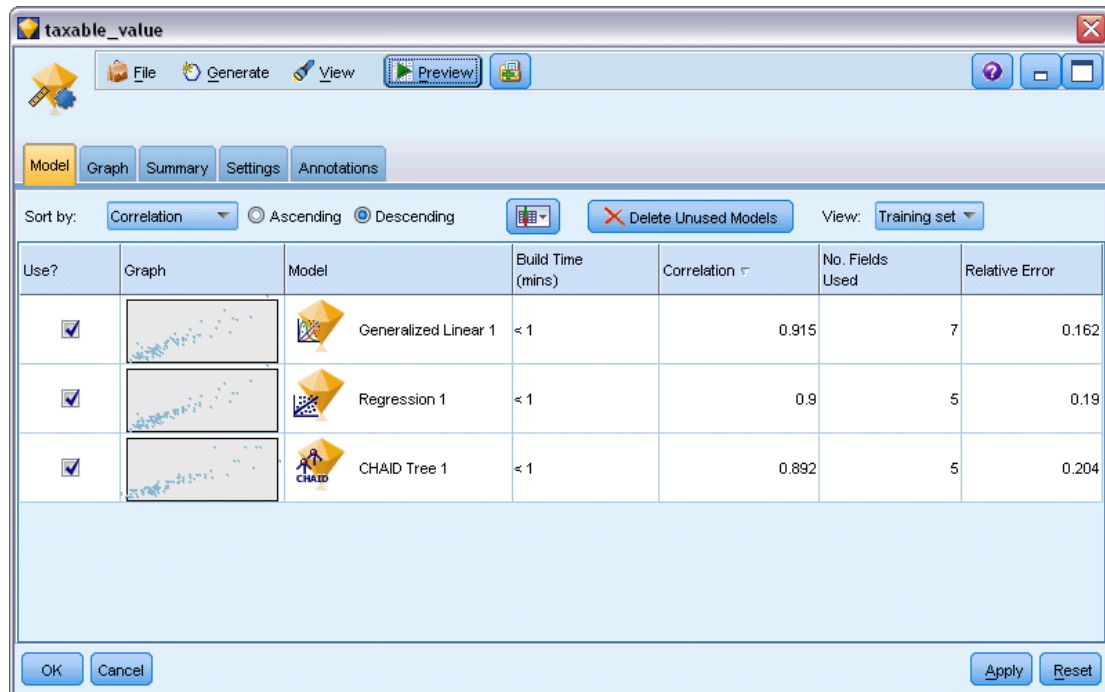 taxable_value
File Generate View Preview
Model Graph Summary Settings Annotations
Sort by: Correlation Ascending Descending Delete Unused Models View: Training set
Use? Graph Model Build Time (mins) Correlation No. Fields Used Relative Error
Generalized Linear 1 < 1 0.915 7 0.162
Regression 1 < 1 0.9 5 0.19
CHAID CHAID Tree 1 < 1 0.892 5 0.204
OK Cancel Apply Reset